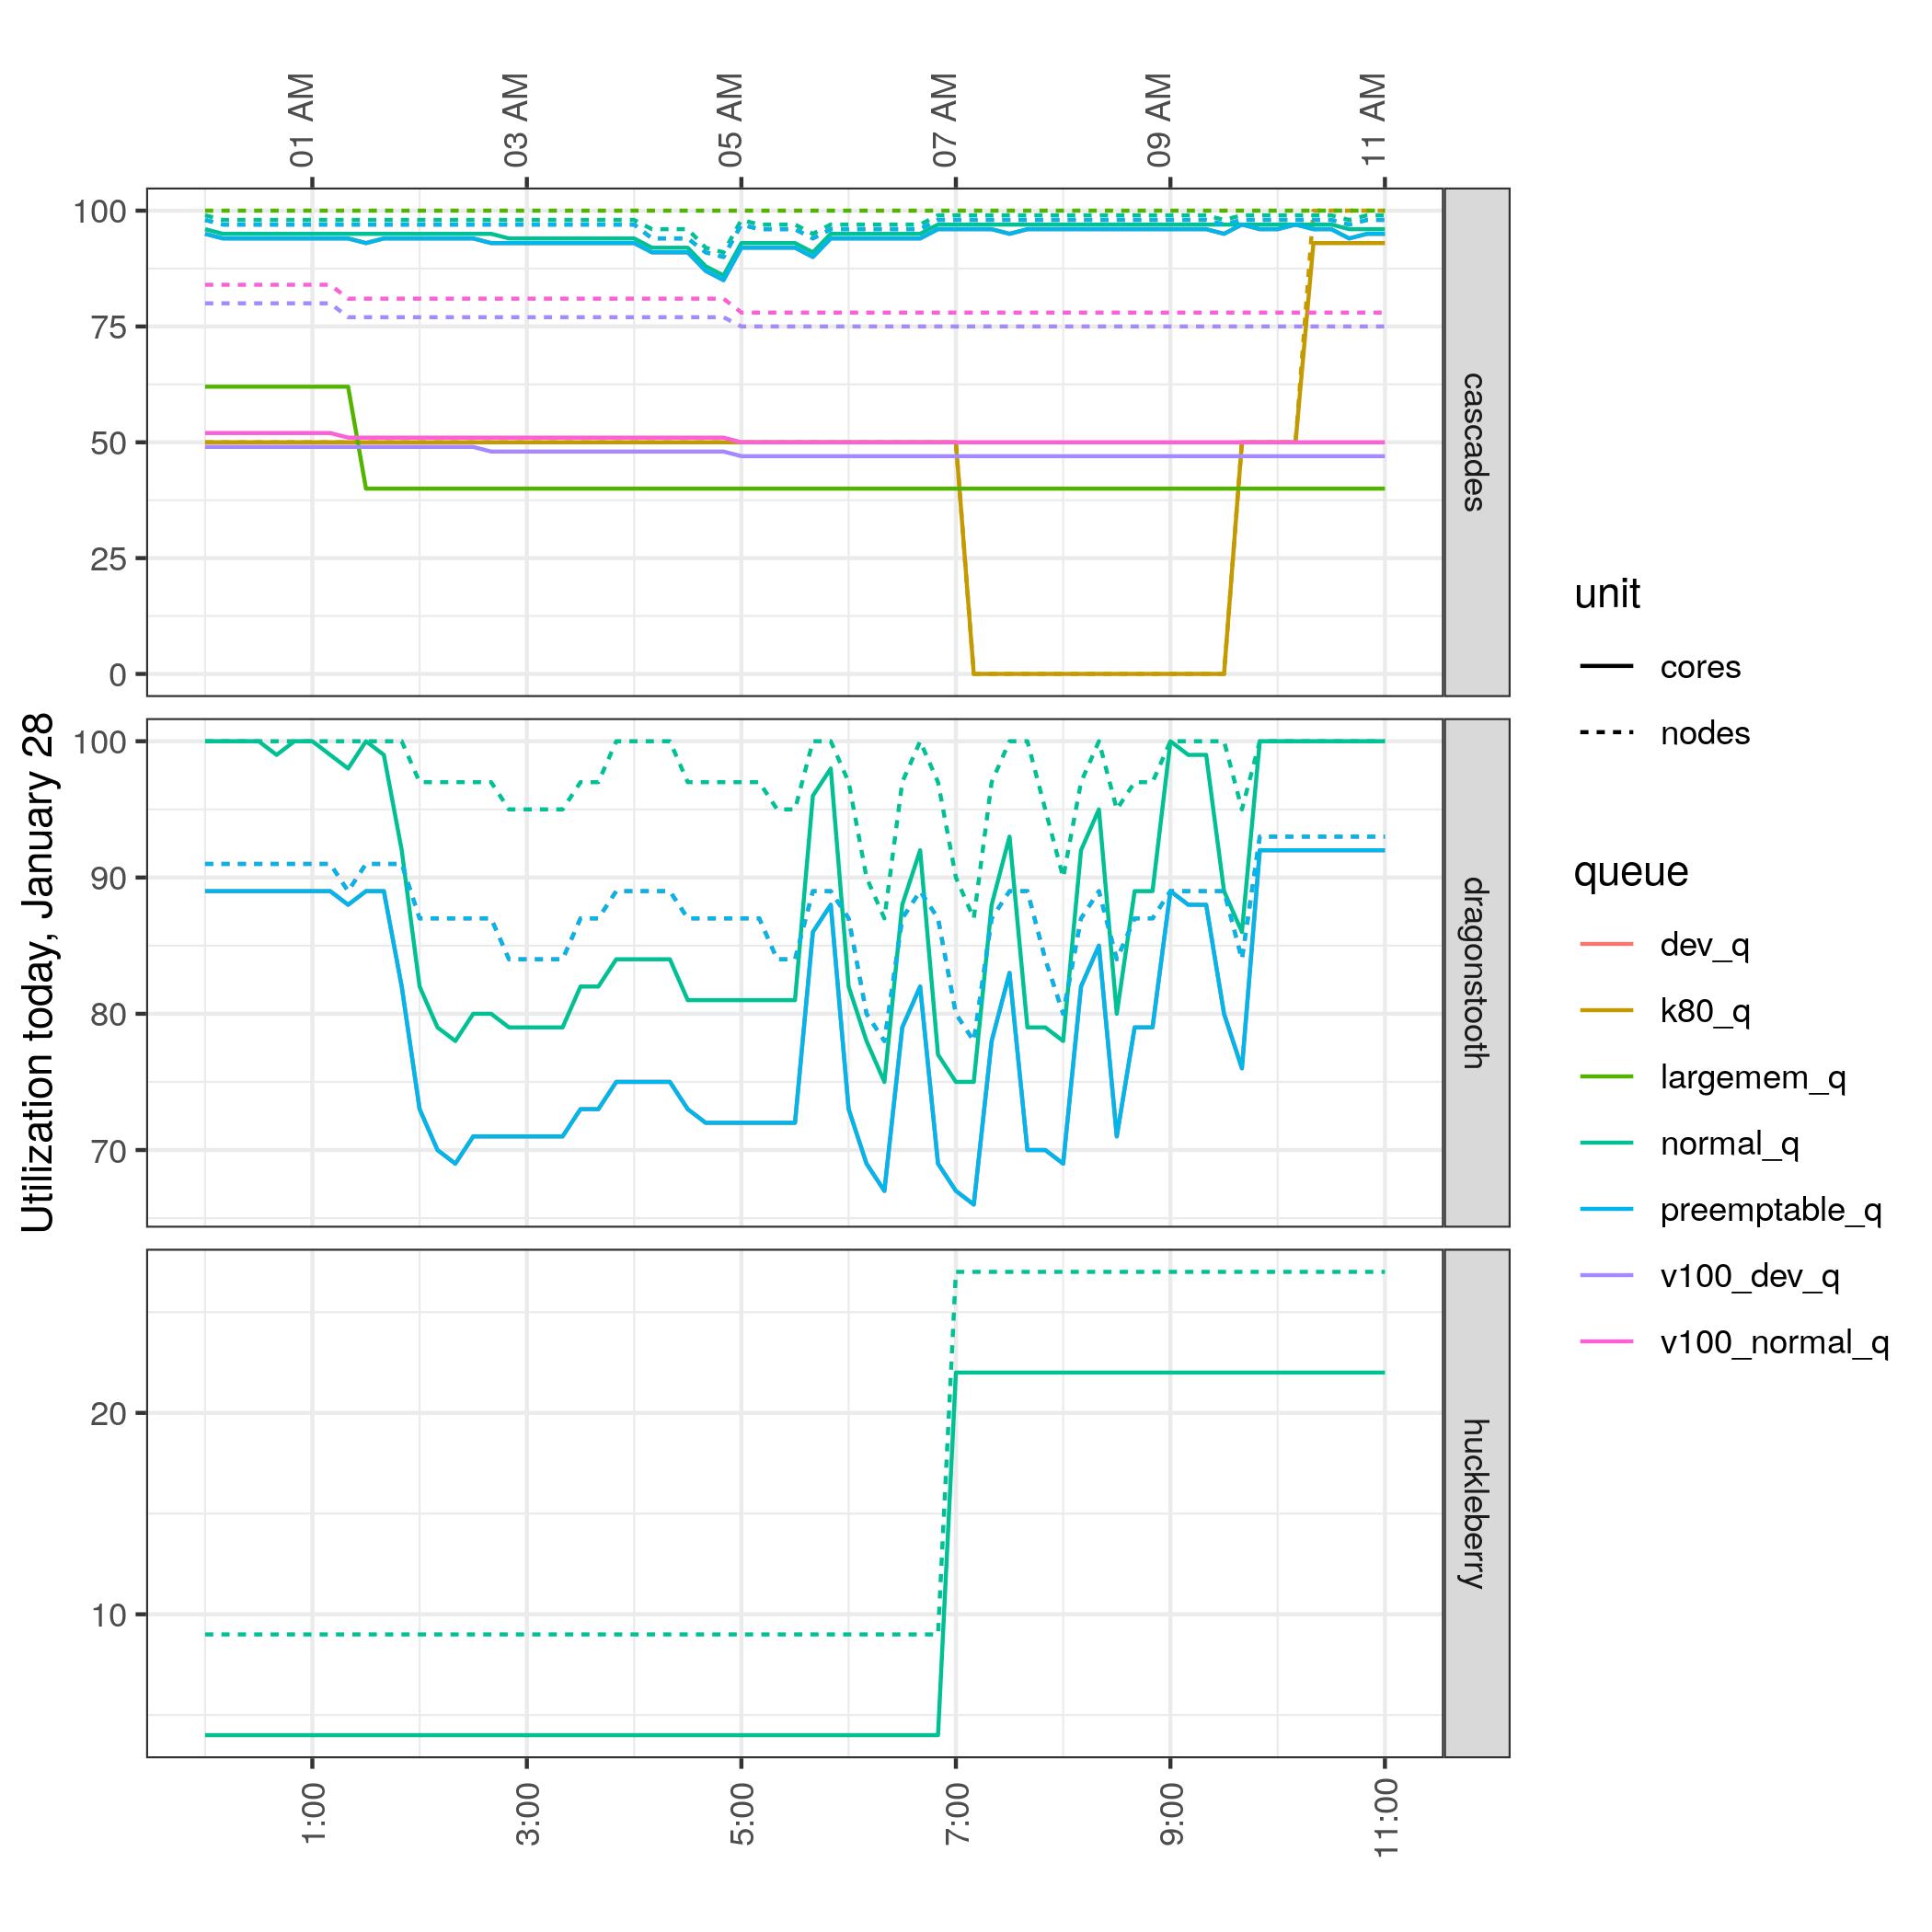 01 AM
03 AM
05 AM
07 AM
09 AM
11 AM
Utilization today, January 28
100
75
50
25
0
cascades
100
90
80
70
dragonstooth
20
10
huckleberry
1:00
3:00
5:00
7:00
9:00
11:00
unit
cores
nodes
queue
dev_q
k80_q
largemem_q
normal_q
preemptable_q
v100_dev_q
v100_normal_q